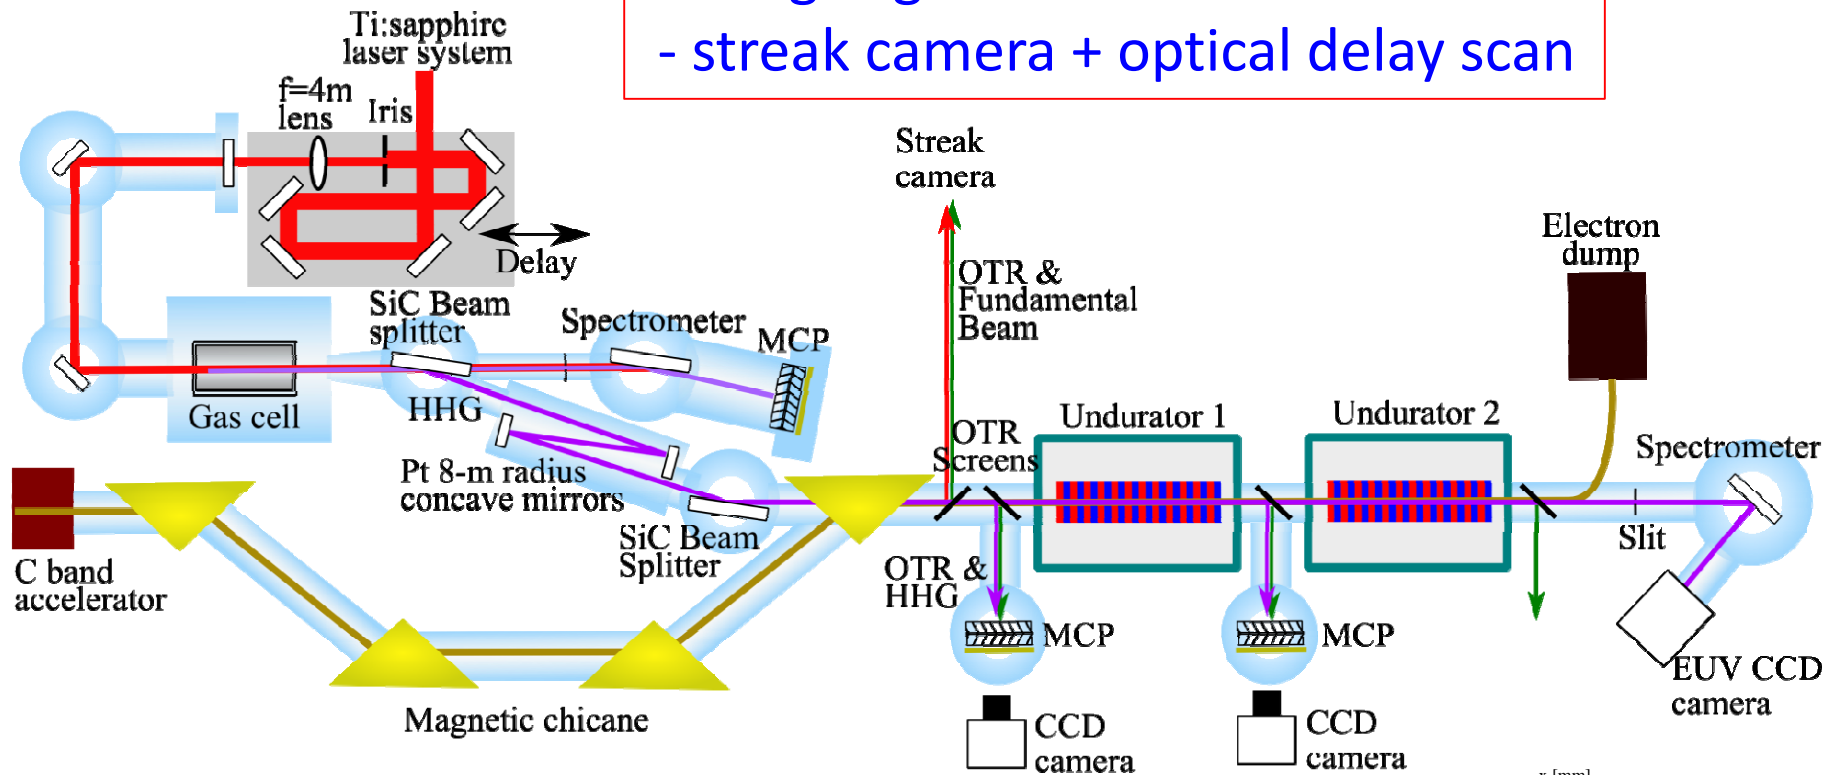 - streak camera + optical delay scan
Ti:sapphire
laser system
f=4m
lens
Iris
Delay
Streak
camera
Electron
dump
OTR &
Fundamental
Beam
SiC Beam
splitter
Spectrometer
MCP
Gas cell
HHG
Pt 8-m radius
concave mirrors
OTR
Screens
Undurator 1
Undurator 2
Spectrometer
Slit
SiC Beam
Splitter
C band
accelerator
OTR &
HHG
MCP
MCP
EUV CCD
camera
Magnetic chicane
CCD
camera
CCD
camera
x [mm]